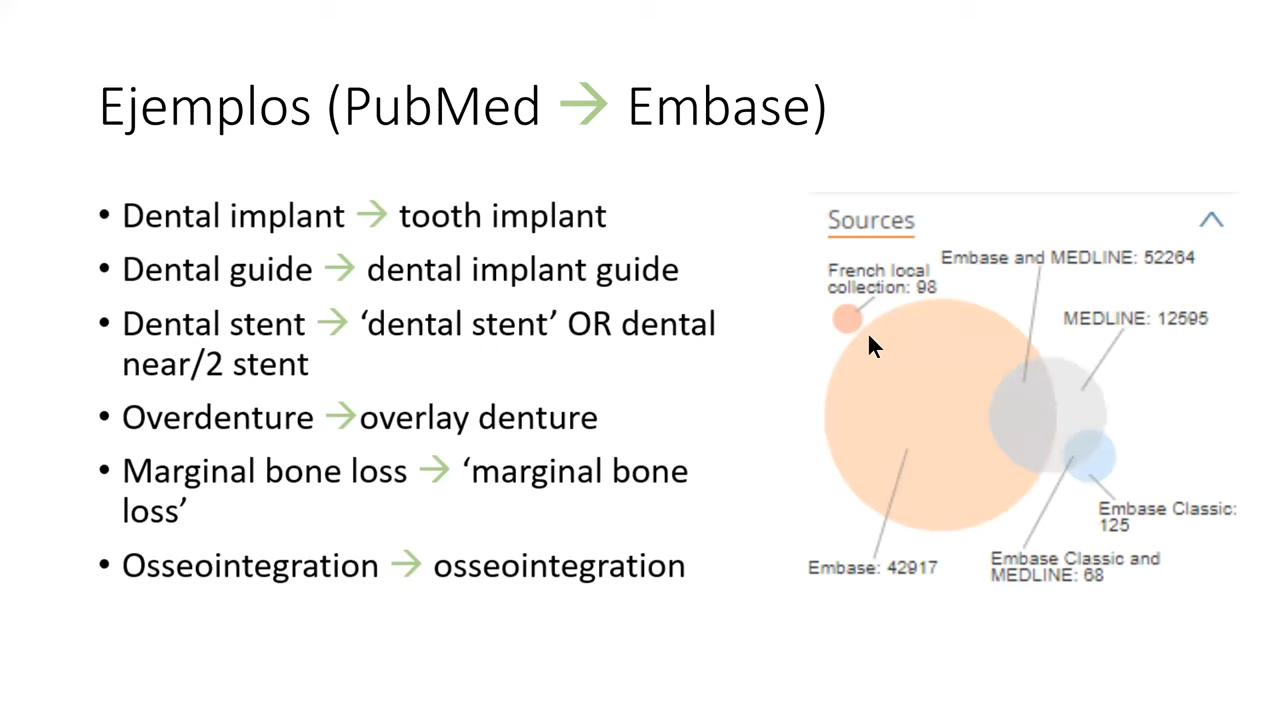 Ejemplos (PubMed → Embase)
• Dental implant → tooth implant
• Dental guide → dental implant guide
• Dental stent → ‘dental stent’ OR dental
near/2 stent
• Overdenture →overlay denture
• Marginal bone loss → ‘marginal bone
loss’
• Osseointegration → osseointegration
Sources
Embase and MEDLINE: 52264
French local
collection: 98
MEDLINE: 12595
Embase Classic:
125
Embase: 42917
Embase Classic and
MEDLINE: 68